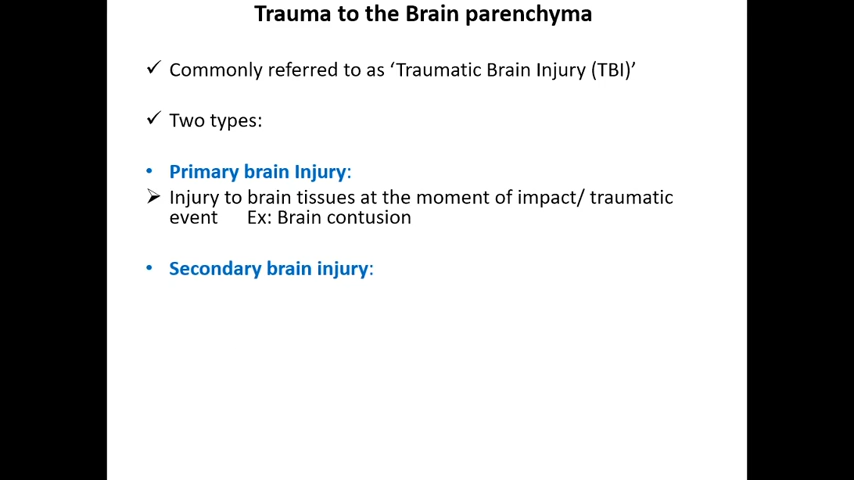 Trauma to the Brain parenchyma
✓ Commonly referred to as ‘Traumatic Brain Injury (TBI)’
✓ Two types:
• Primary brain Injury:
➢ Injury to brain tissues at the moment of impact/ traumatic
event Ex: Brain contusion
• Secondary brain injury: